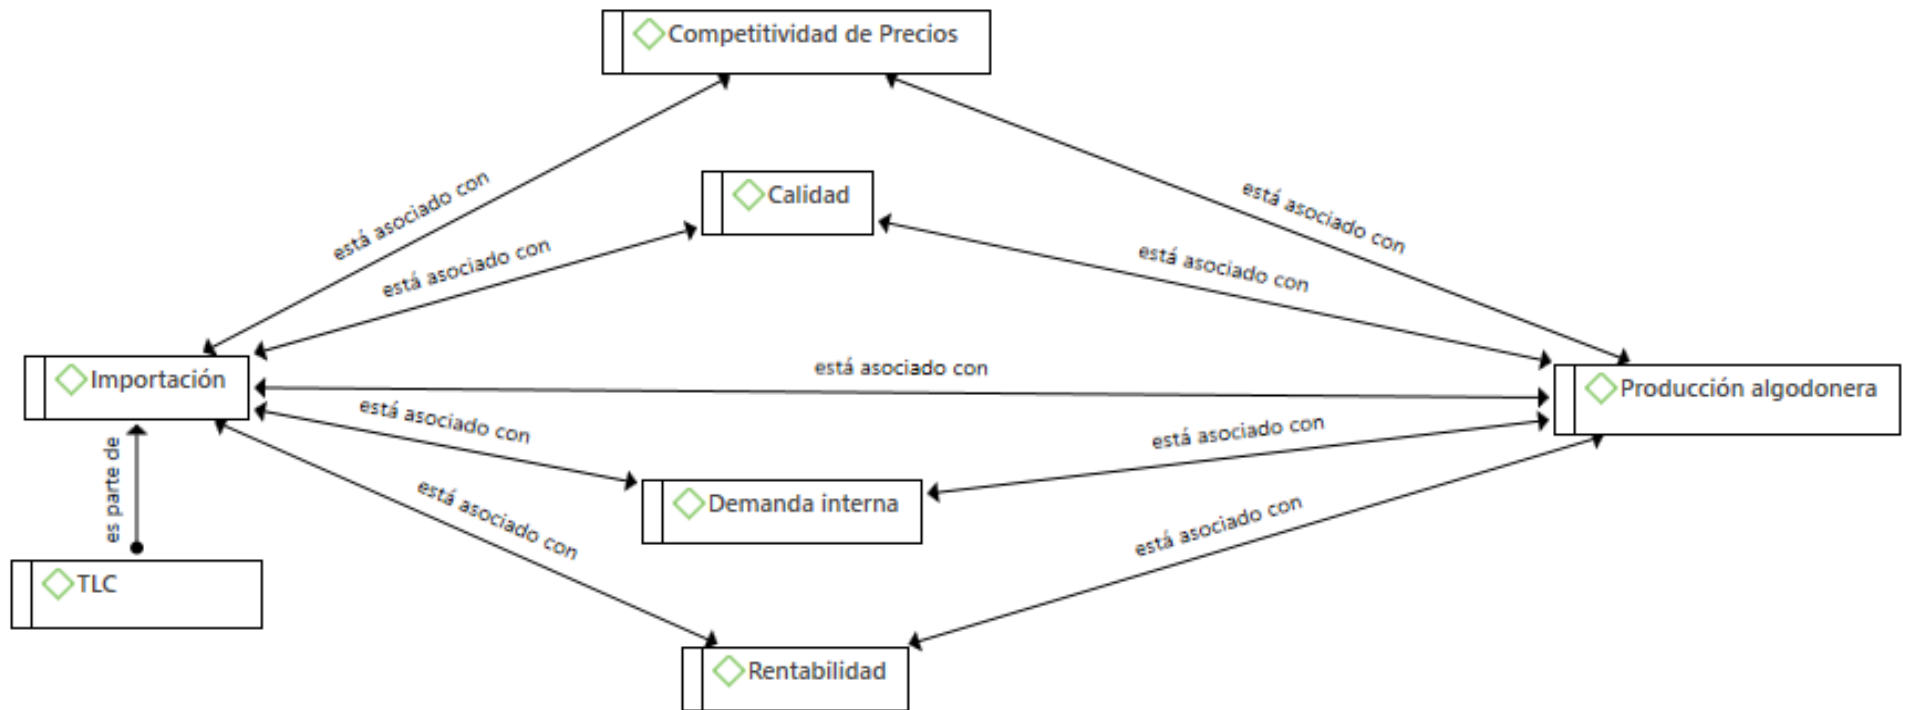 Competitividad de Precios
está asociado con
está asociado con
Calidad
está asociado con
está asociado con
Importación
está asociado con
Producción algodonera
está asociado con
está asociado con
es parte de
Demanda interna
está asociado con
está asociado con
TLC
Rentabilidad